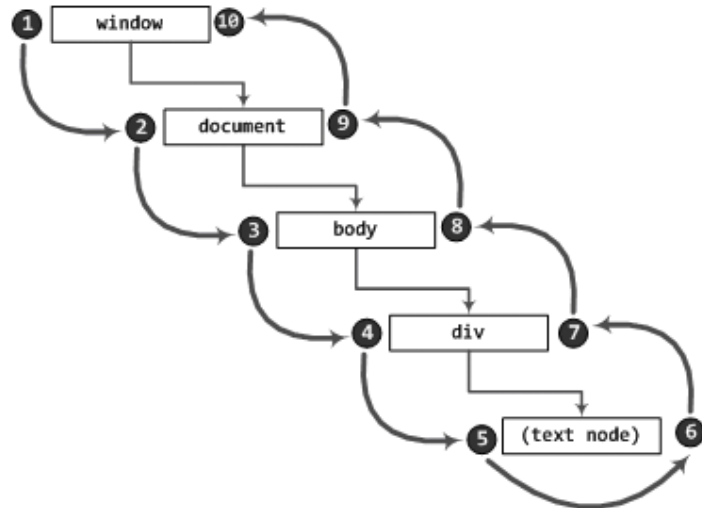 1 window 10
2 document 9
3 body 8
4 div 7
5 (text node) 6